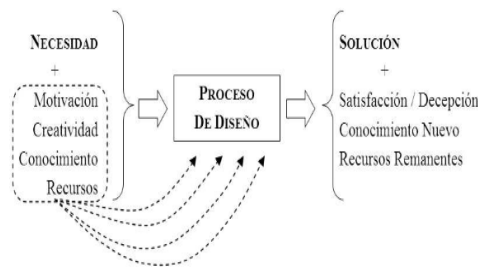 NECESIDAD
+
Motivación
Creatividad
Conocimiento
Recursos
PROCESO
DE DISEÑO
SOLUCIÓN
+
Satisfacción / Decepción
Conocimiento Nuevo
Recursos Remanentes